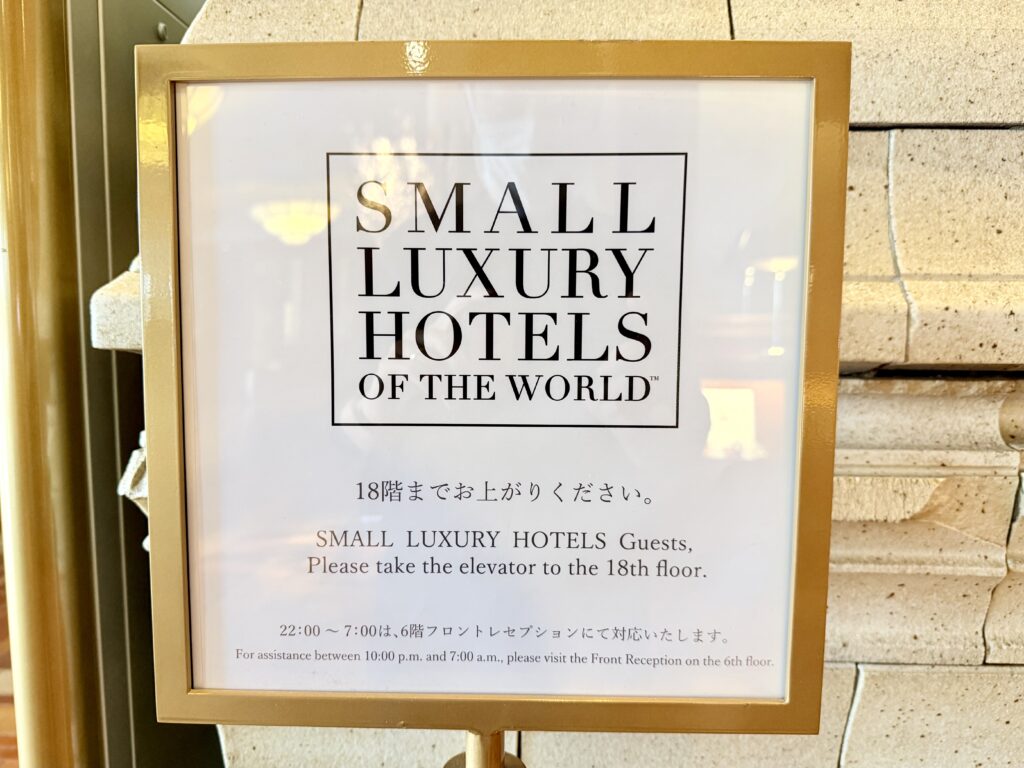 SMALL
LUXURY
HOTELS
OF THE WORLD™
18階までお上がりください。
SMALL LUXURY HOTELS Guests,
Please take the elevator to the 18th floor.
22:00 ～ 7:00は、6階フロントレセプションにて対応いたします。
For assistance between 10:00 p.m. and 7:00 a.m., please visit the Front Reception on the 6th floor.